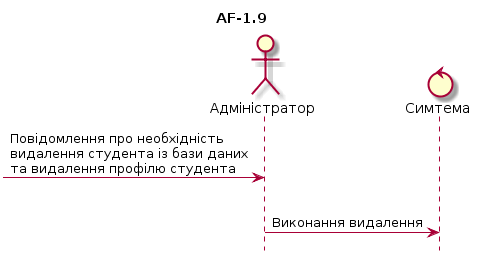 AF-1.9
Адміністратор
Симтема
Повідомлення про необхідність
видалення студента із бази даних
та видалення профілю студента
Виконання видалення